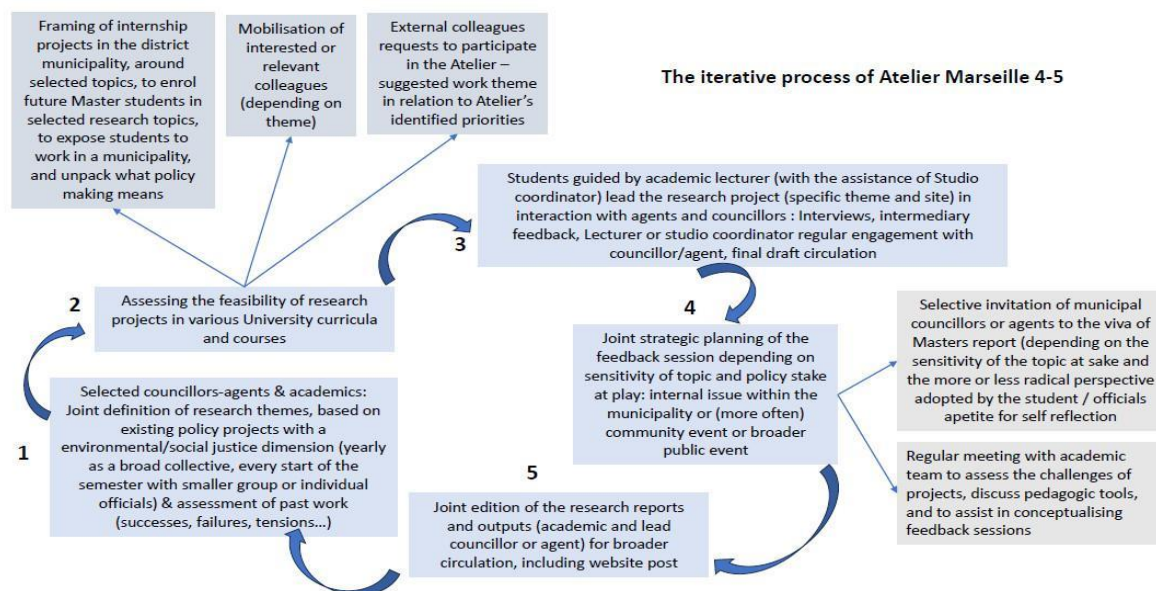 The iterative process of Atelier Marseille 4-5
Framing of internship
projects in the district
municipality, around
selected topics, to enrol
future Master students in
selected research topics,
to expose students to
work in a municipality,
and unpack what policy
making means
Mobilisation of
interested or
relevant
colleagues
(depending on
theme)
External colleagues
requests to participate
in the Atelier –
suggested work theme
in relation to Atelier's
identified priorities
1
Selected councillors-agents & academics:
Joint definition of research themes, based on
existing policy projects with a
environmental/social justice dimension (yearly
as a broad collective, every start of the
semester with smaller group or individual
officials) & assessment of past work
(successes, failures, tensions...)
2
Assessing the feasibility of research
projects in various University curricula
and courses
3
Students guided by academic lecturer (with the assistance of Studio
coordinator) lead the research project (specific theme and site) in
interaction with agents and councillors : Interviews, intermediary
feedback, Lecturer or studio coordinator regular engagement with
councillor/agent, final draft circulation
4
Joint strategic planning of the
feedback session depending on
sensitivity of topic and policy stake
at play: internal issue within the
municipality or (more often)
community event or broader
public event
Selective invitation of municipal
councillors or agents to the viva of
Masters report (depending on the
sensitivity of the topic at sake and
the more or less radical perspective
adopted by the student / officials
apetite for self reflection
Regular meeting with academic
team to assess the challenges of
projects, discuss pedagogic tools,
and to assist in conceptualising
feedback sessions
5
Joint edition of the research reports
and outputs (academic and lead
councillor or agent) for broader
circulation, including website post